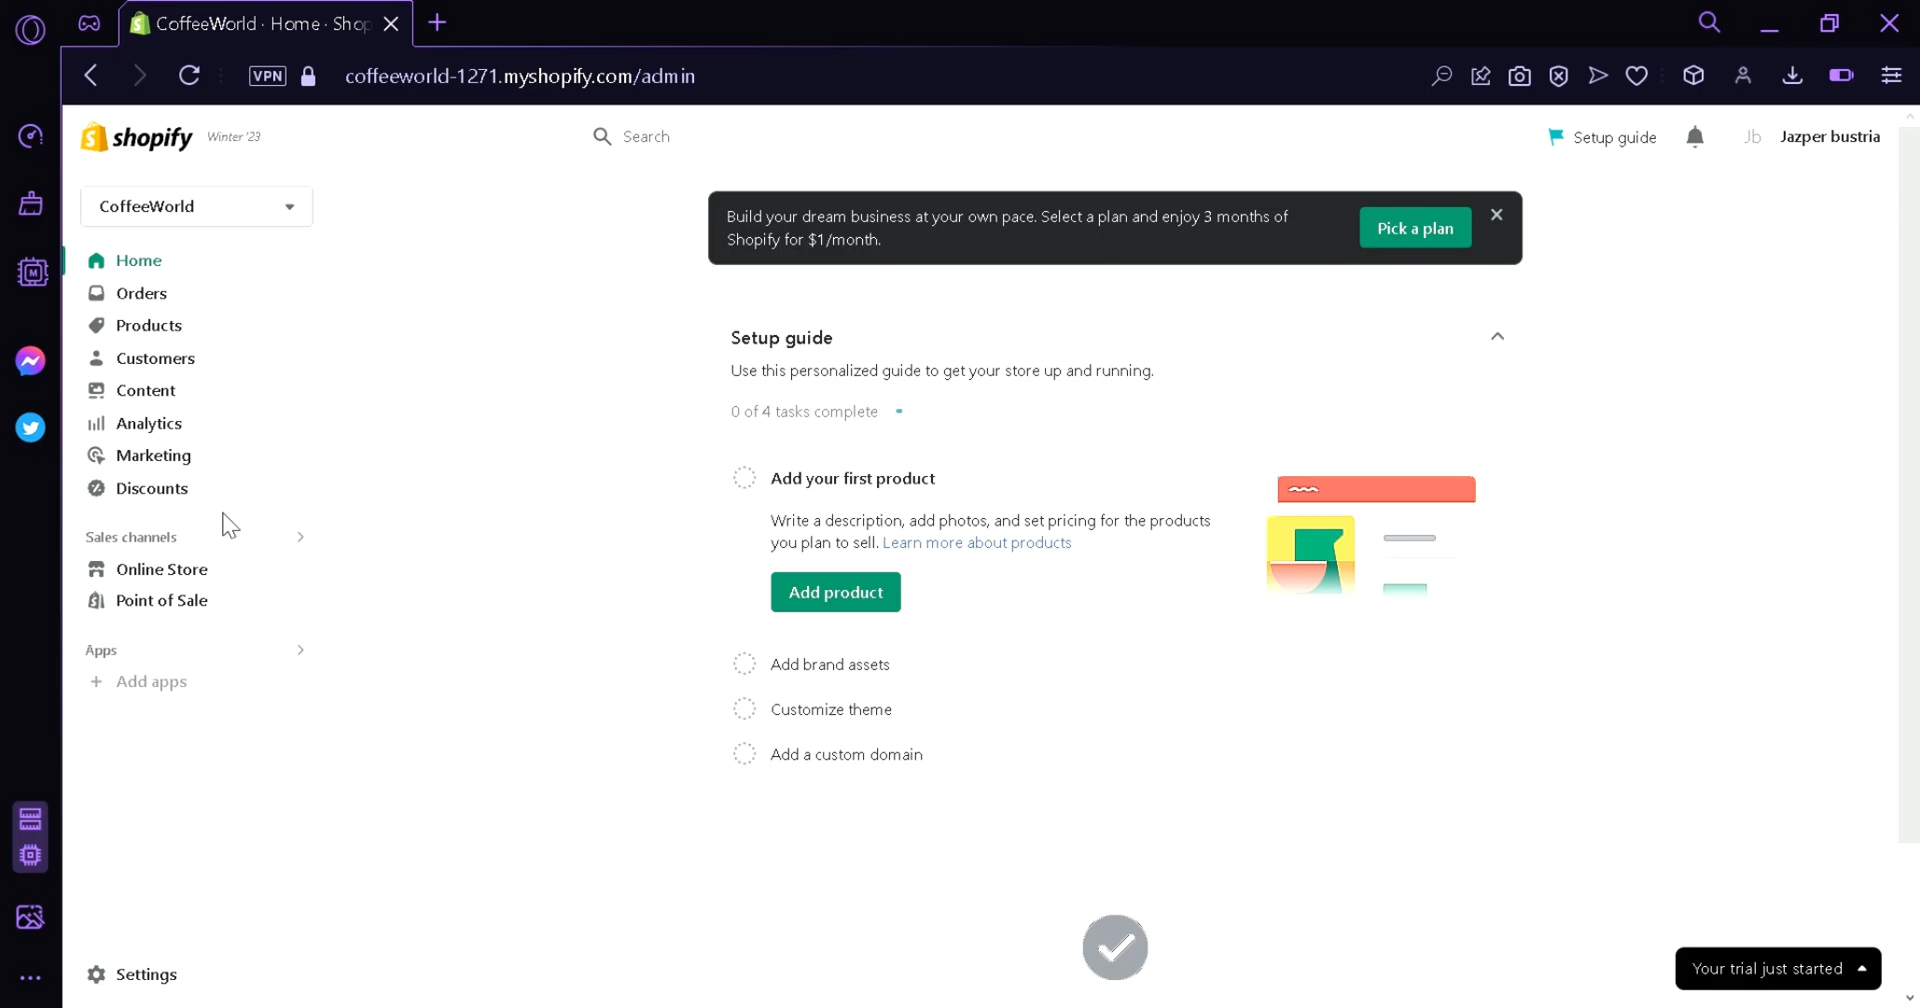 CoffeeWorld · Home · Shop
VPN
coffeeworld-1271.myshopify.com/admin
shopify Winter '23
Search
Setup guide
Jb Jazper bustria
CoffeeWorld
Build your dream business at your own pace. Select a plan and enjoy 3 months of
Shopify for $1/month.
Pick a plan
Home
Orders
Products
Customers
Content
Analytics
Marketing
Discounts
Sales channels
Online Store
Point of Sale
Apps
Add apps
Settings
Setup guide
Use this personalized guide to get your store up and running.
0 of 4 tasks complete
Add your first product
Write a description, add photos, and set pricing for the products
you plan to sell. Learn more about products
Add product
Add brand assets
Customize theme
Add a custom domain
Your trial just started